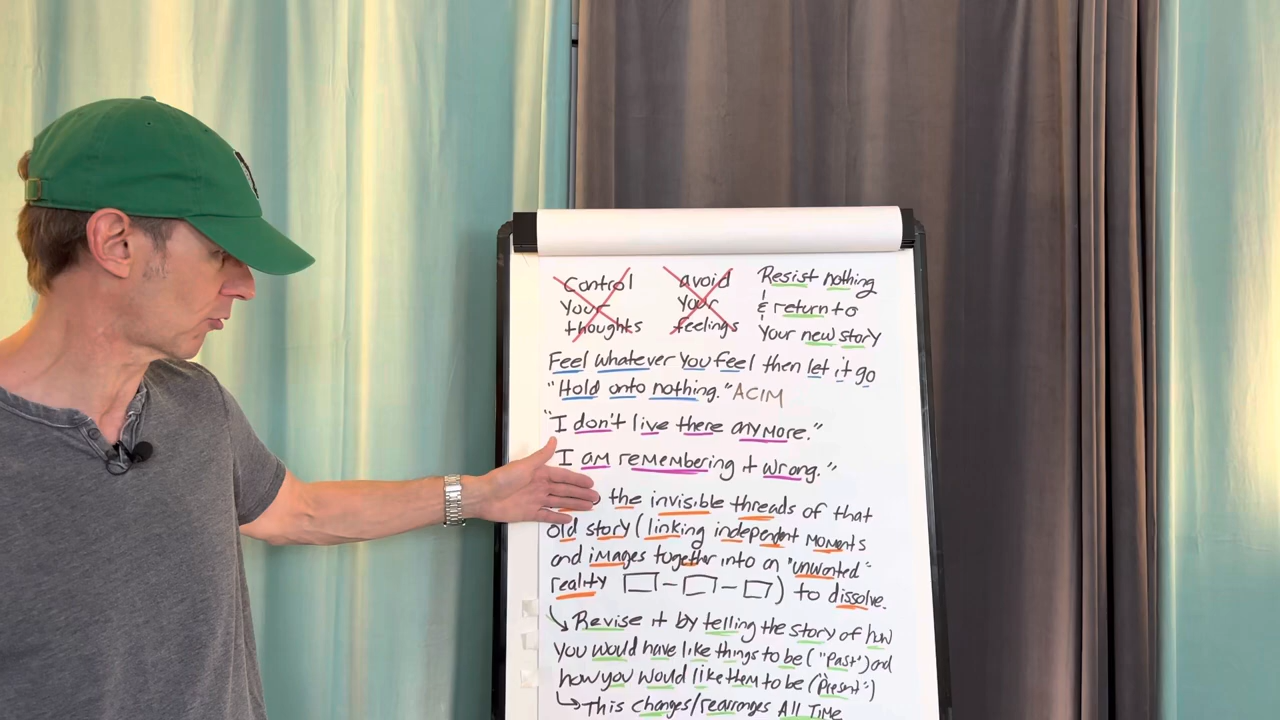 Control
Your
thoughts
avoid
Your
feelings
Resist nothing
& return to
Your new story
Feel whatever You feel then let it go
"Hold onto nothing." ACIM
"I don't live there anymore."
"I am remembering it wrong."
the invisible threads of that
old story (linking independent moments
and images together into an "unwanted"
reality □-□-□) to dissolve.
↳ Revise it by telling the story of how
You would have like things to be ("Past") and
how you would like them to be ("Present")
↳ This changes/rearranges All Time